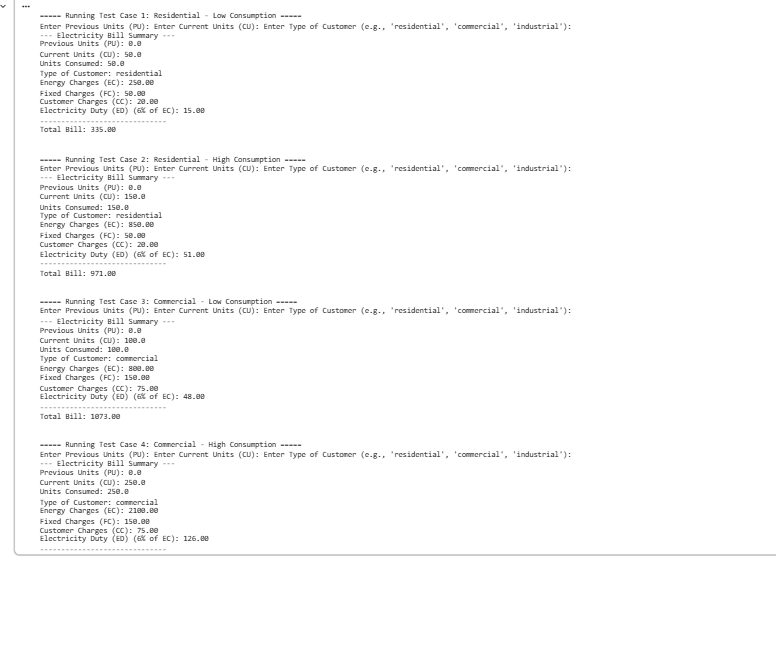 ...
===== Running Test Case 1: Residential - Low Consumption =====
Enter Previous Units (PU): Enter Current Units (CU): Enter Type of Customer (e.g., 'residential', 'commercial', 'industrial'):
--- Electricity Bill Summary ---
Previous Units (PU): 0.0
Current Units (CU): 50.0
Units Consumed: 50.0
Type of Customer: residential
Energy Charges (EC): 250.00
Fixed Charges (FC): 50.00
Customer Charges (CC): 20.00
Electricity Duty (ED) (6% of EC): 15.00
------------------------------
Total Bill: 335.00
===== Running Test Case 2: Residential - High Consumption =====
Enter Previous Units (PU): Enter Current Units (CU): Enter Type of Customer (e.g., 'residential', 'commercial', 'industrial'):
--- Electricity Bill Summary ---
Previous Units (PU): 0.0
Current Units (CU): 150.0
Units Consumed: 150.0
Type of Customer: residential
Energy Charges (EC): 850.00
Fixed Charges (FC): 50.00
Customer Charges (CC): 20.00
Electricity Duty (ED) (6% of EC): 51.00
------------------------------
Total Bill: 971.00
===== Running Test Case 3: Commercial - Low Consumption =====
Enter Previous Units (PU): Enter Current Units (CU): Enter Type of Customer (e.g., 'residential', 'commercial', 'industrial'):
--- Electricity Bill Summary ---
Previous Units (PU): 0.0
Current Units (CU): 100.0
Units Consumed: 100.0
Type of Customer: commercial
Energy Charges (EC): 800.00
Fixed Charges (FC): 150.00
Customer Charges (CC): 75.00
Electricity Duty (ED) (6% of EC): 48.00
------------------------------
Total Bill: 1073.00
===== Running Test Case 4: Commercial - High Consumption =====
Enter Previous Units (PU): Enter Current Units (CU): Enter Type of Customer (e.g., 'residential', 'commercial', 'industrial'):
--- Electricity Bill Summary ---
Previous Units (PU): 0.0
Current Units (CU): 250.0
Units Consumed: 250.0
Type of Customer: commercial
Energy Charges (EC): 2100.00
Fixed Charges (FC): 150.00
Customer Charges (CC): 75.00
Electricity Duty (ED) (6% of EC): 126.00
------------------------------